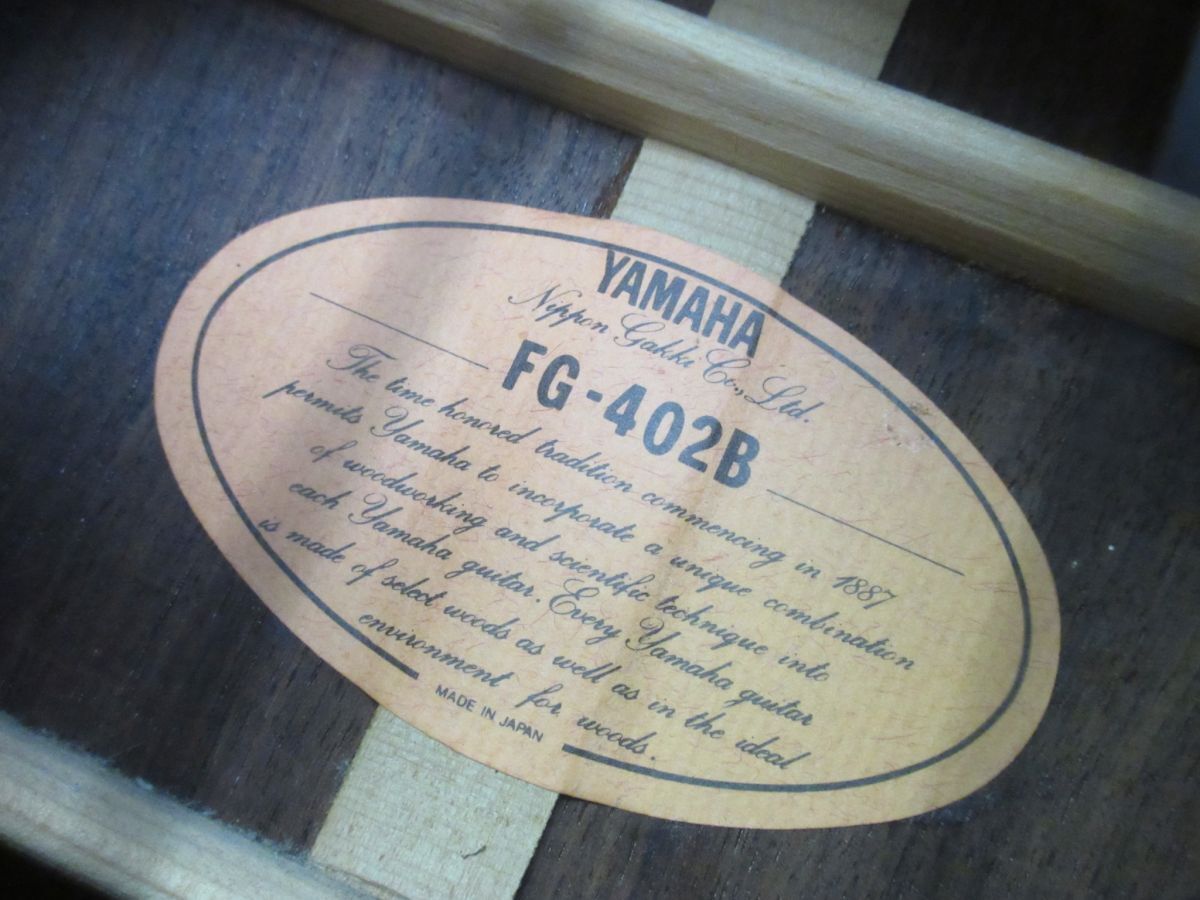 YAMAHA
Nippon Gakki Co., Ltd.
FG-402B
The time honored tradition commencing in 1887
permits Yamaha to incorporate a unique combination
of woodworking and scientific technique into
each Yamaha guitar. Every Yamaha guitar
is made of select woods as well as in the ideal
environment for woods.
MADE IN JAPAN